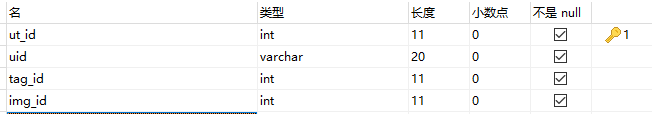 名 类型 长度 小数点 不是 null
ut_id int 11 0 1
uid varchar 20 0
tag_id int 11 0
img_id int 11 0